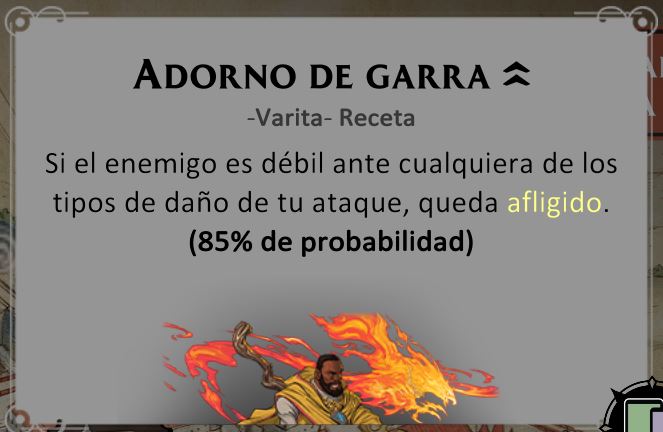 Adorno de garra
-Varita- Receta
Si el enemigo es débil ante cualquiera de los
tipos de daño de tu ataque, queda afligido.
(85% de probabilidad)